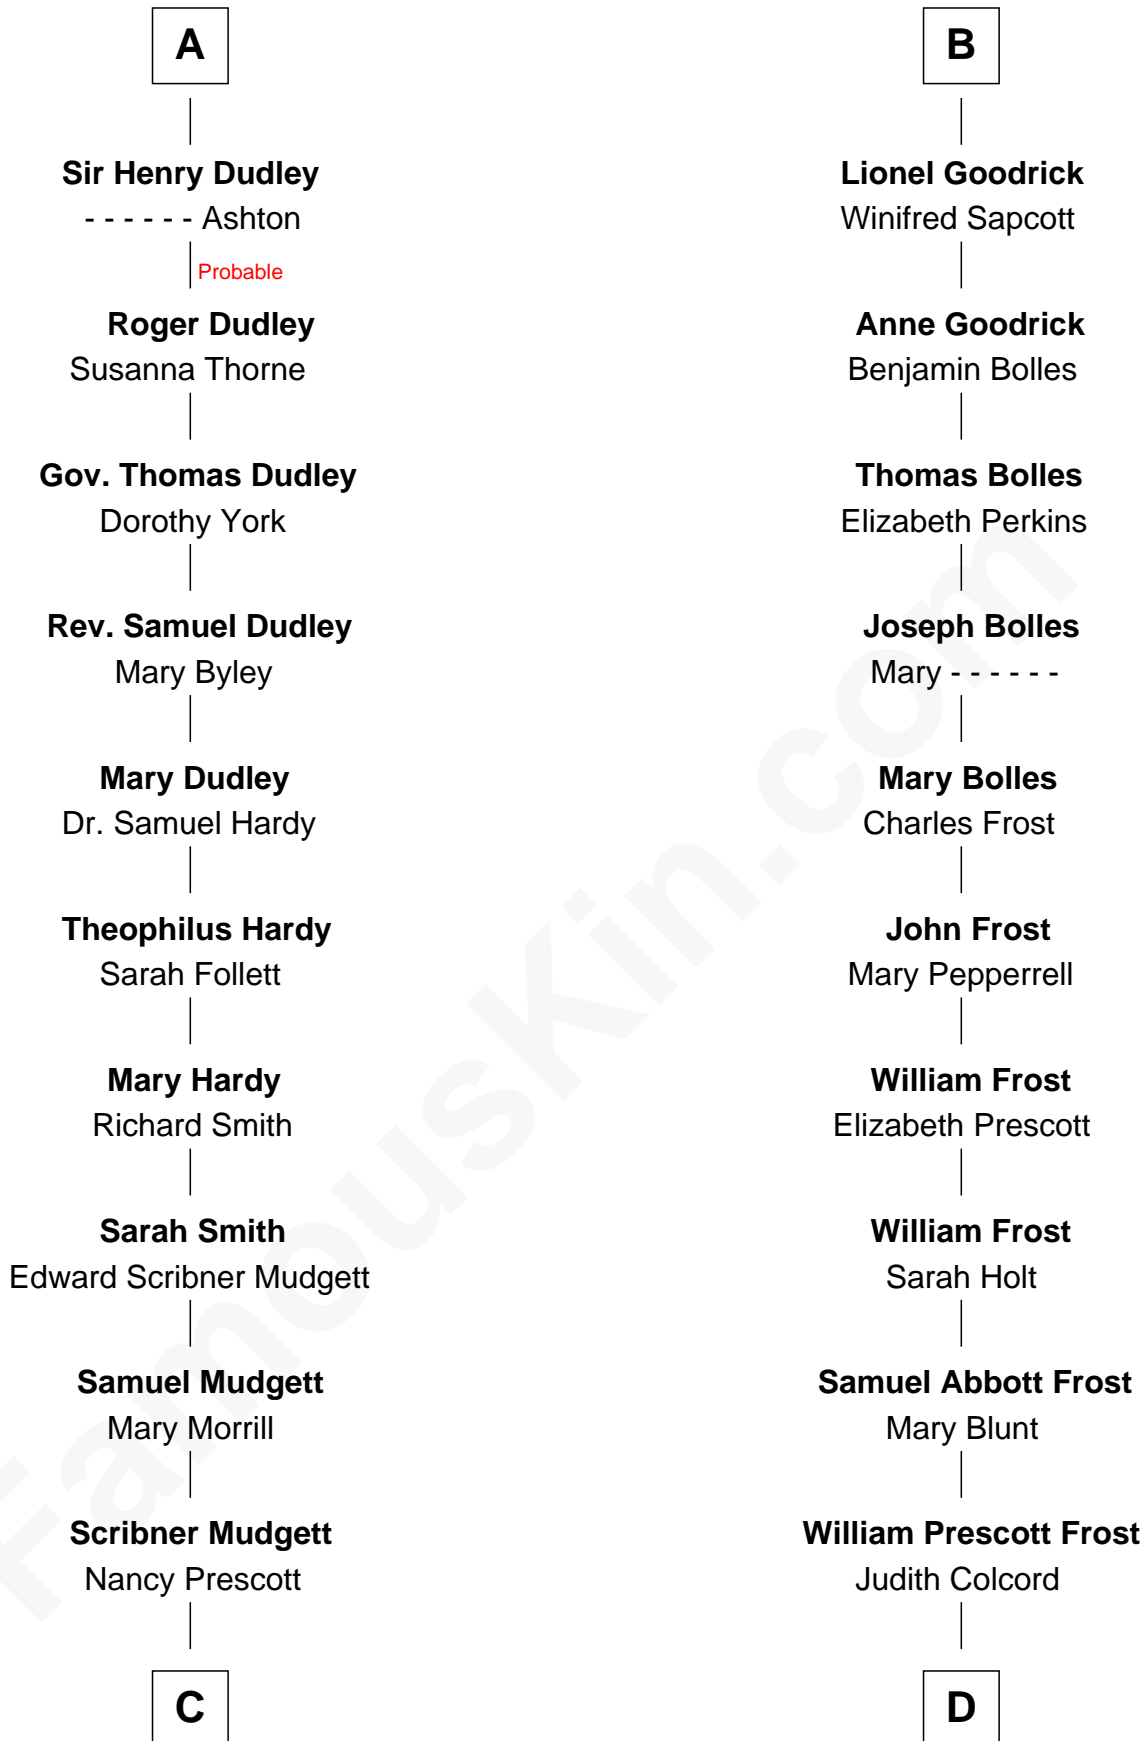 A
Sir Henry Dudley
- - - - - - Ashton
Probable
Roger Dudley
Susanna Thorne
Gov. Thomas Dudley
Dorothy York
Rev. Samuel Dudley
Mary Byley
Mary Dudley
Dr. Samuel Hardy
Theophilus Hardy
Sarah Follett
Mary Hardy
Richard Smith
Sarah Smith
Edward Scribner Mudgett
Samuel Mudgett
Mary Morrill
Scribner Mudgett
Nancy Prescott
C
B
Lionel Goodrick
Winifred Sapcott
Anne Goodrick
Benjamin Bolles
Thomas Bolles
Elizabeth Perkins
Joseph Bolles
Mary - - - - - -
Mary Bolles
Charles Frost
John Frost
Mary Pepperrell
William Frost
Elizabeth Prescott
William Frost
Sarah Holt
Samuel Abbott Frost
Mary Blunt
William Prescott Frost
Judith Colcord
D
FamousKin.com